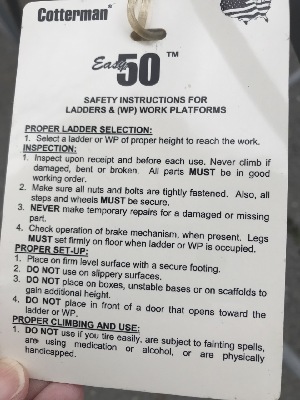 Cotterman®
Easy 50™
SAFETY INSTRUCTIONS FOR
LADDERS & (WP) WORK PLATFORMS
PROPER LADDER SELECTION:
1. Select a ladder or WP of proper height to reach the work.
INSPECTION:
1. Inspect upon receipt and before each use. Never climb if
damaged, bent or broken. All parts MUST be in good
working order.
2. Make sure all nuts and bolts are tightly fastened. Also, all
steps and wheels MUST be secure.
3. NEVER make temporary repairs for a damaged or missing
part.
4. Check operation of brake mechanism, when present. Legs
MUST set firmly on floor when ladder or WP is occupied.
PROPER SET-UP:
1. Place on firm level surface with a secure footing.
2. DO NOT use on slippery surfaces.
3. DO NOT place on boxes, unstable bases or on scaffolds to
gain additional height.
4. DO NOT place in front of a door that opens toward the
ladder or WP.
PROPER CLIMBING AND USE:
1. DO NOT use if you tire easily, are subject to fainting spells,
are using medication or alcohol, or are physically
handicapped.